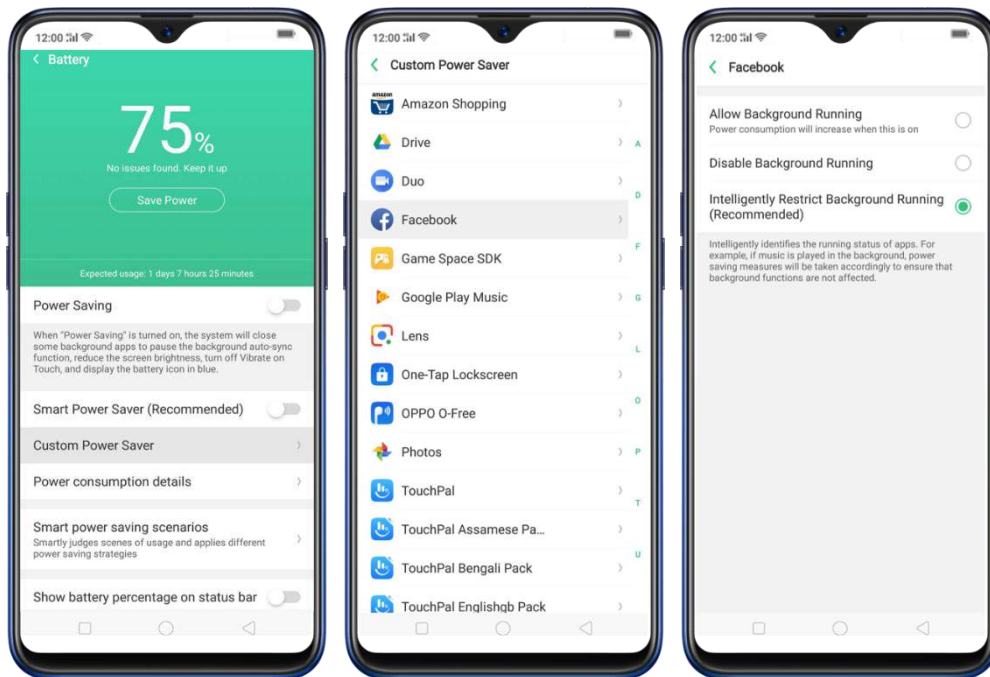 12:00
Battery
75%
No issues found. Keep it up
Save Power
Expected usage: 1 days 7 hours 25 minutes
Power Saving
When "Power Saving" is turned on, the system will close
some background apps to pause the background auto-sync
function, reduce the screen brightness, turn off Vibrate on
Touch, and display the battery icon in blue.
Smart Power Saver (Recommended)
Custom Power Saver
Power consumption details
Smart power saving scenarios
Smartly judges scenes of usage and applies different
power saving strategies
Show battery percentage on status bar
12:00
Custom Power Saver
amazon
Amazon Shopping
Drive
A
Duo
D
Facebook
F
Game Space SDK
Google Play Music
G
Lens
L
One-Tap Lockscreen
O
OPPO O-Free
Photos
P
TouchPal
T
TouchPal Assamese Pa...
U
TouchPal Bengali Pack
TouchPal Englishgb Pack
12:00
Facebook
Allow Background Running
Power consumption will increase when this is on
Disable Background Running
Intelligently Restrict Background Running
(Recommended)
Intelligently identifies the running status of apps. For
example, if music is played in the background, power
saving measures will be taken accordingly to ensure that
background functions are not affected.